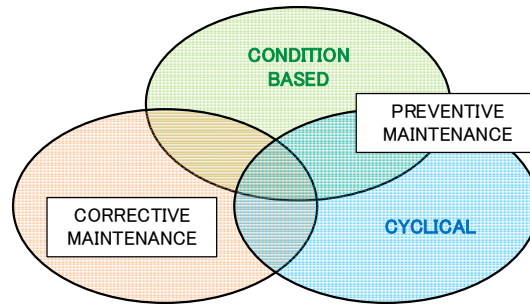 CONDITION
BASED
PREVENTIVE
MAINTENANCE
CORRECTIVE
MAINTENANCE
CYCLICAL